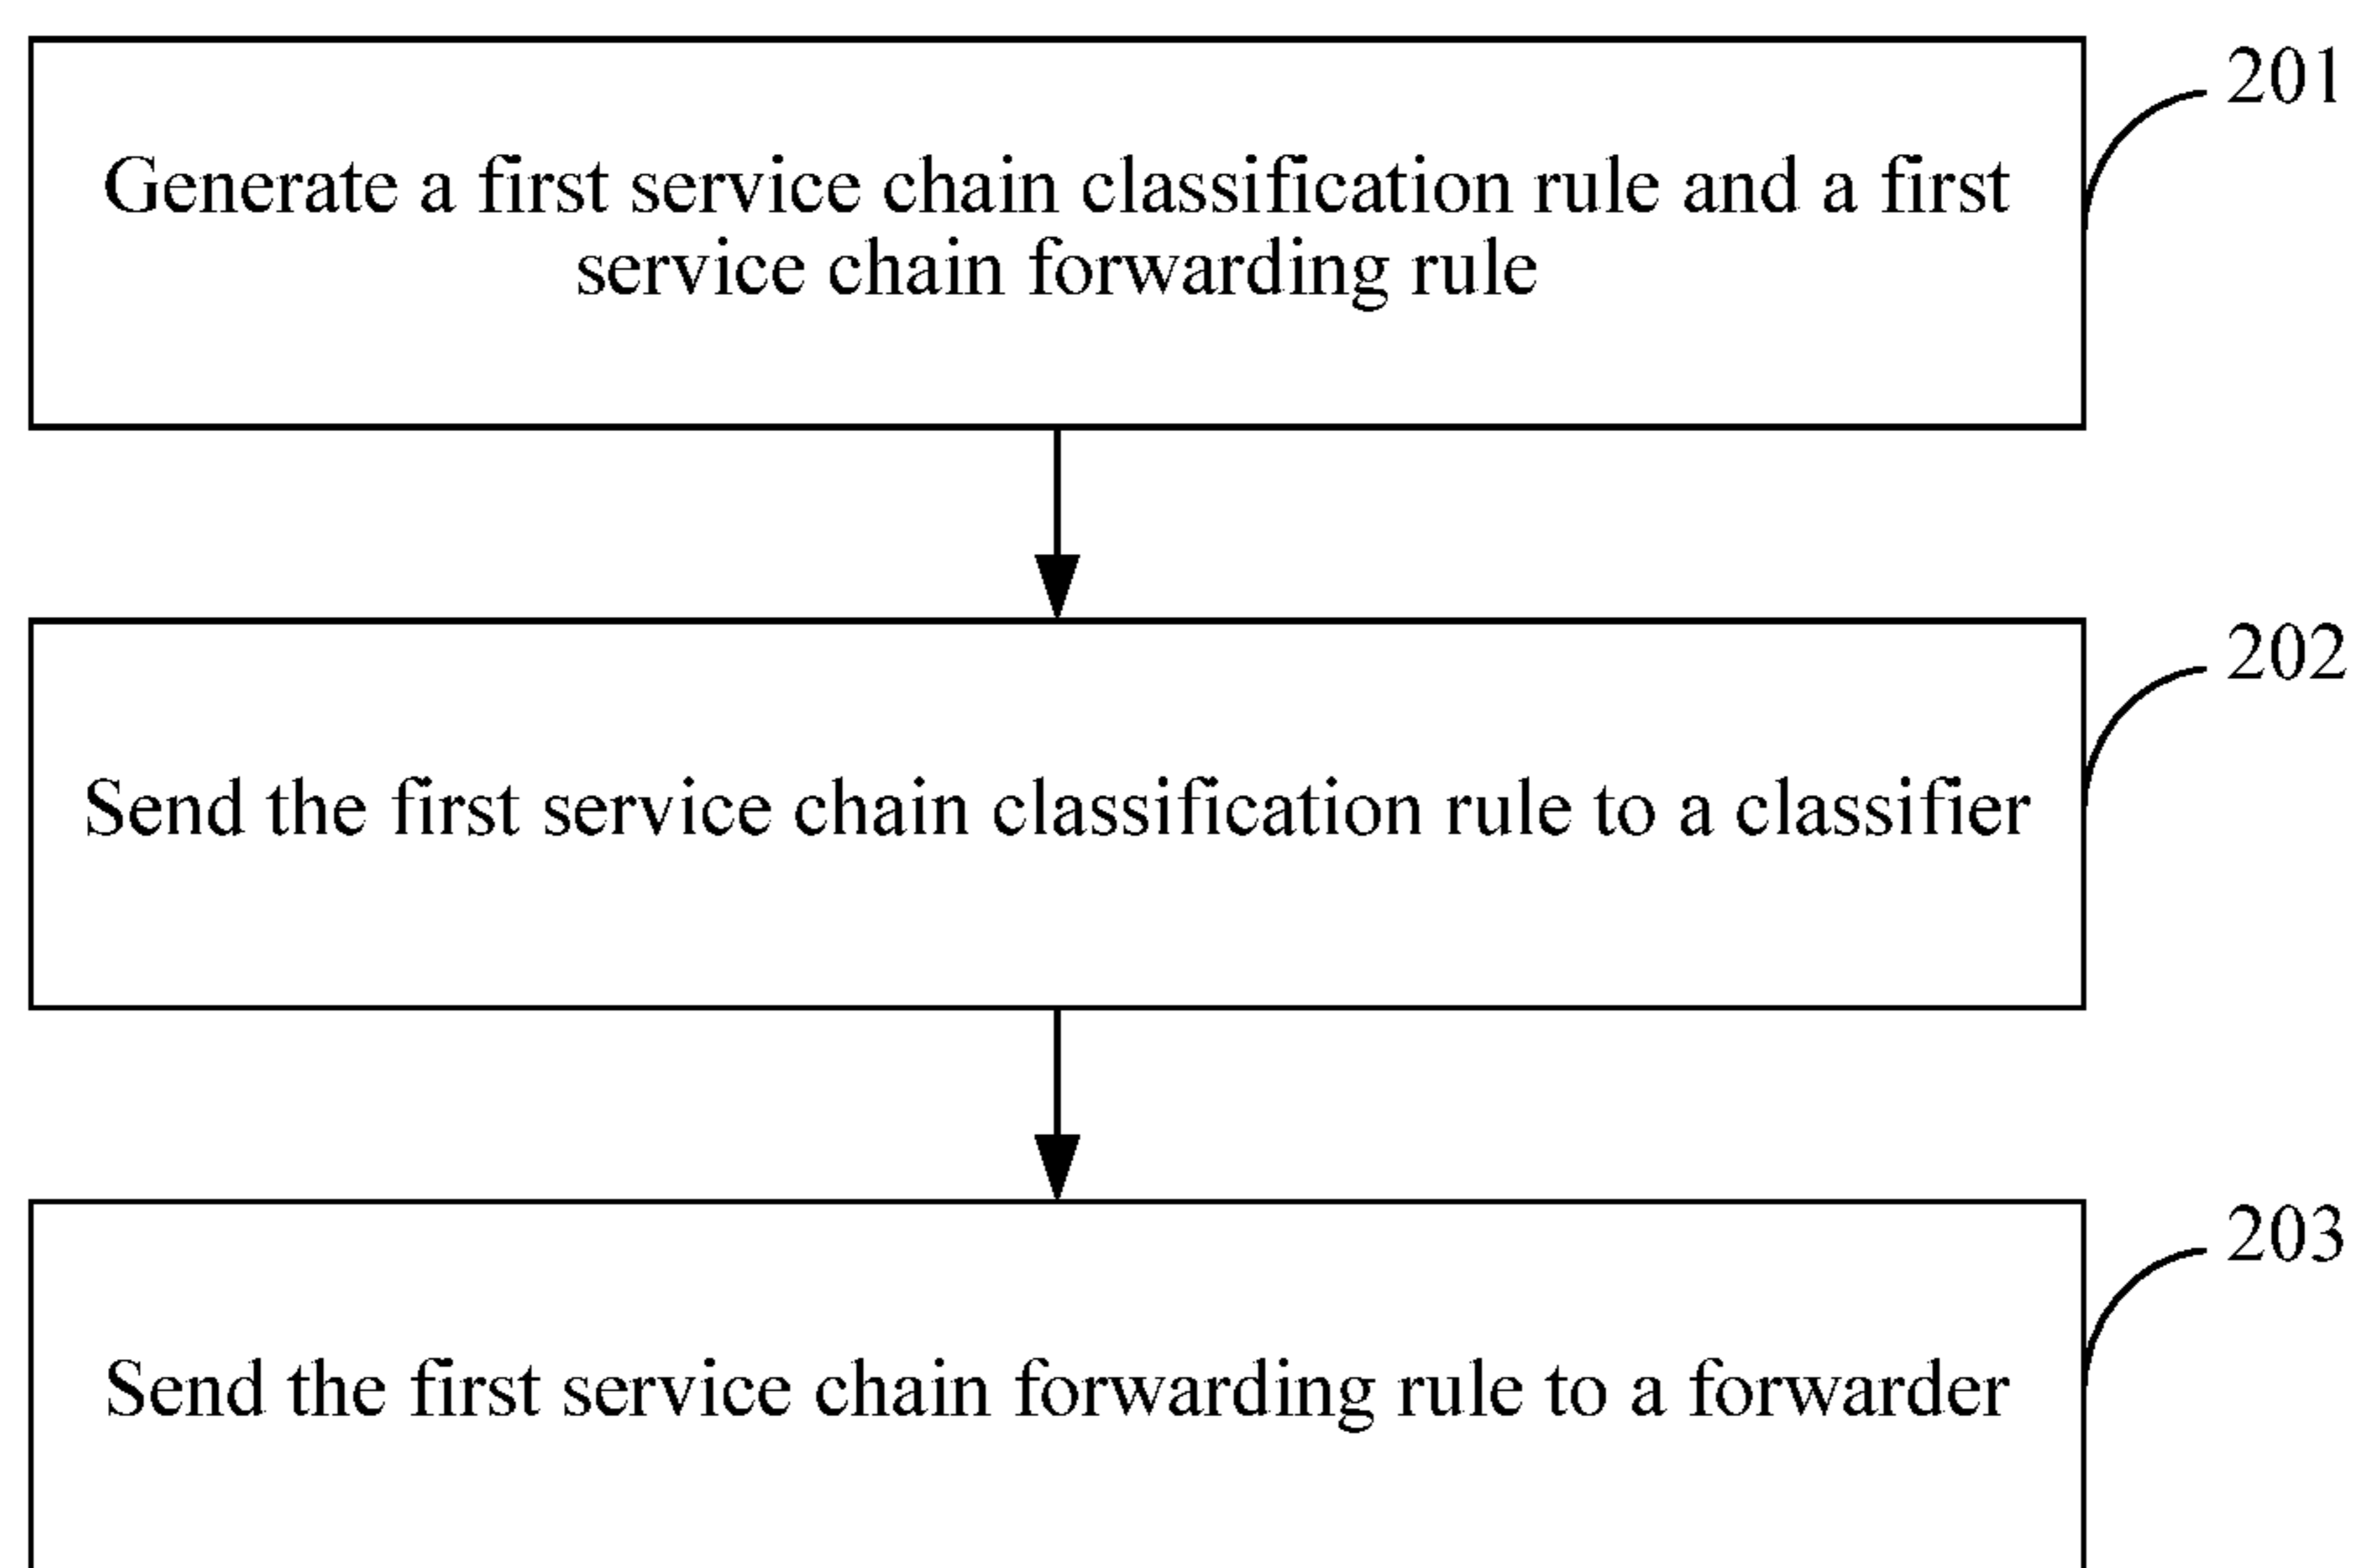 201
Generate a first service chain classification rule and a first
service chain forwarding rule
202
Send the first service chain classification rule to a classifier
203
Send the first service chain forwarding rule to a forwarder